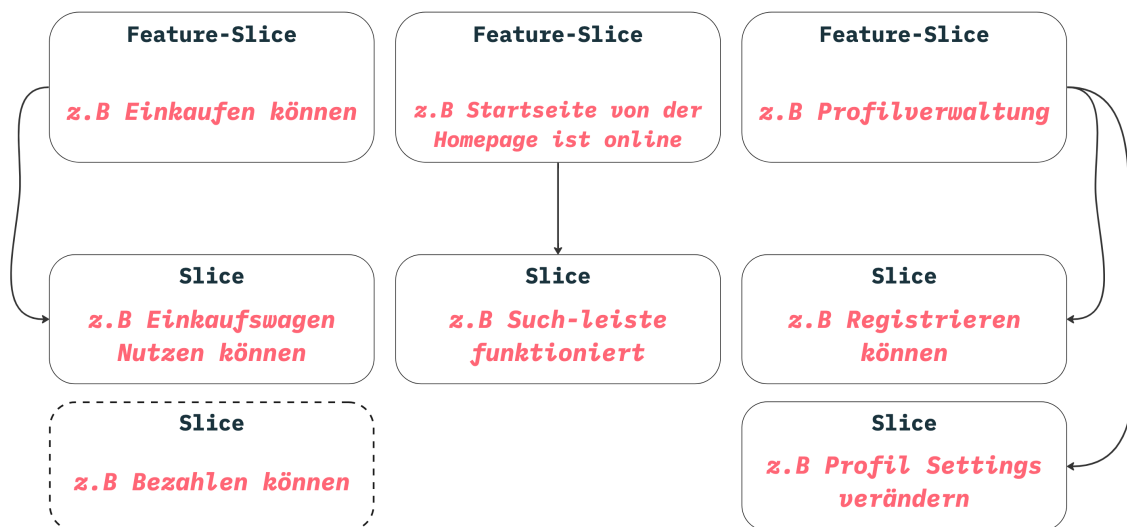 Feature-Slice
z.B Einkaufen können
Feature-Slice
z.B Startseite von der
Homepage ist online
Feature-Slice
z.B Profilverwaltung
Slice
z.B Einkaufswagen
Nutzen können
Slice
z.B Such-leiste
funktioniert
Slice
z.B Registrieren
können
Slice
z.B Bezahlen können
Slice
z.B Profil Settings
verändern